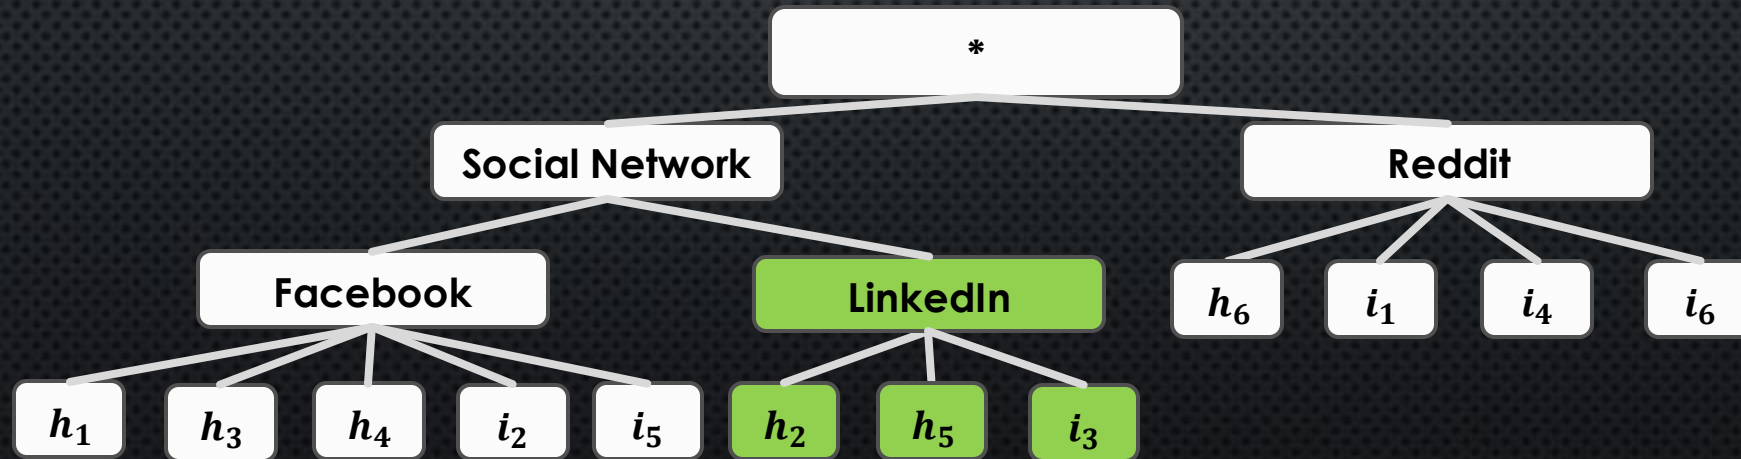 *
Social Network
Reddit
Facebook
LinkedIn
h₆ i₁ i₄ i₆
h₁ h₃ h₄ i₂ i₅ h₂ h₅ i₃